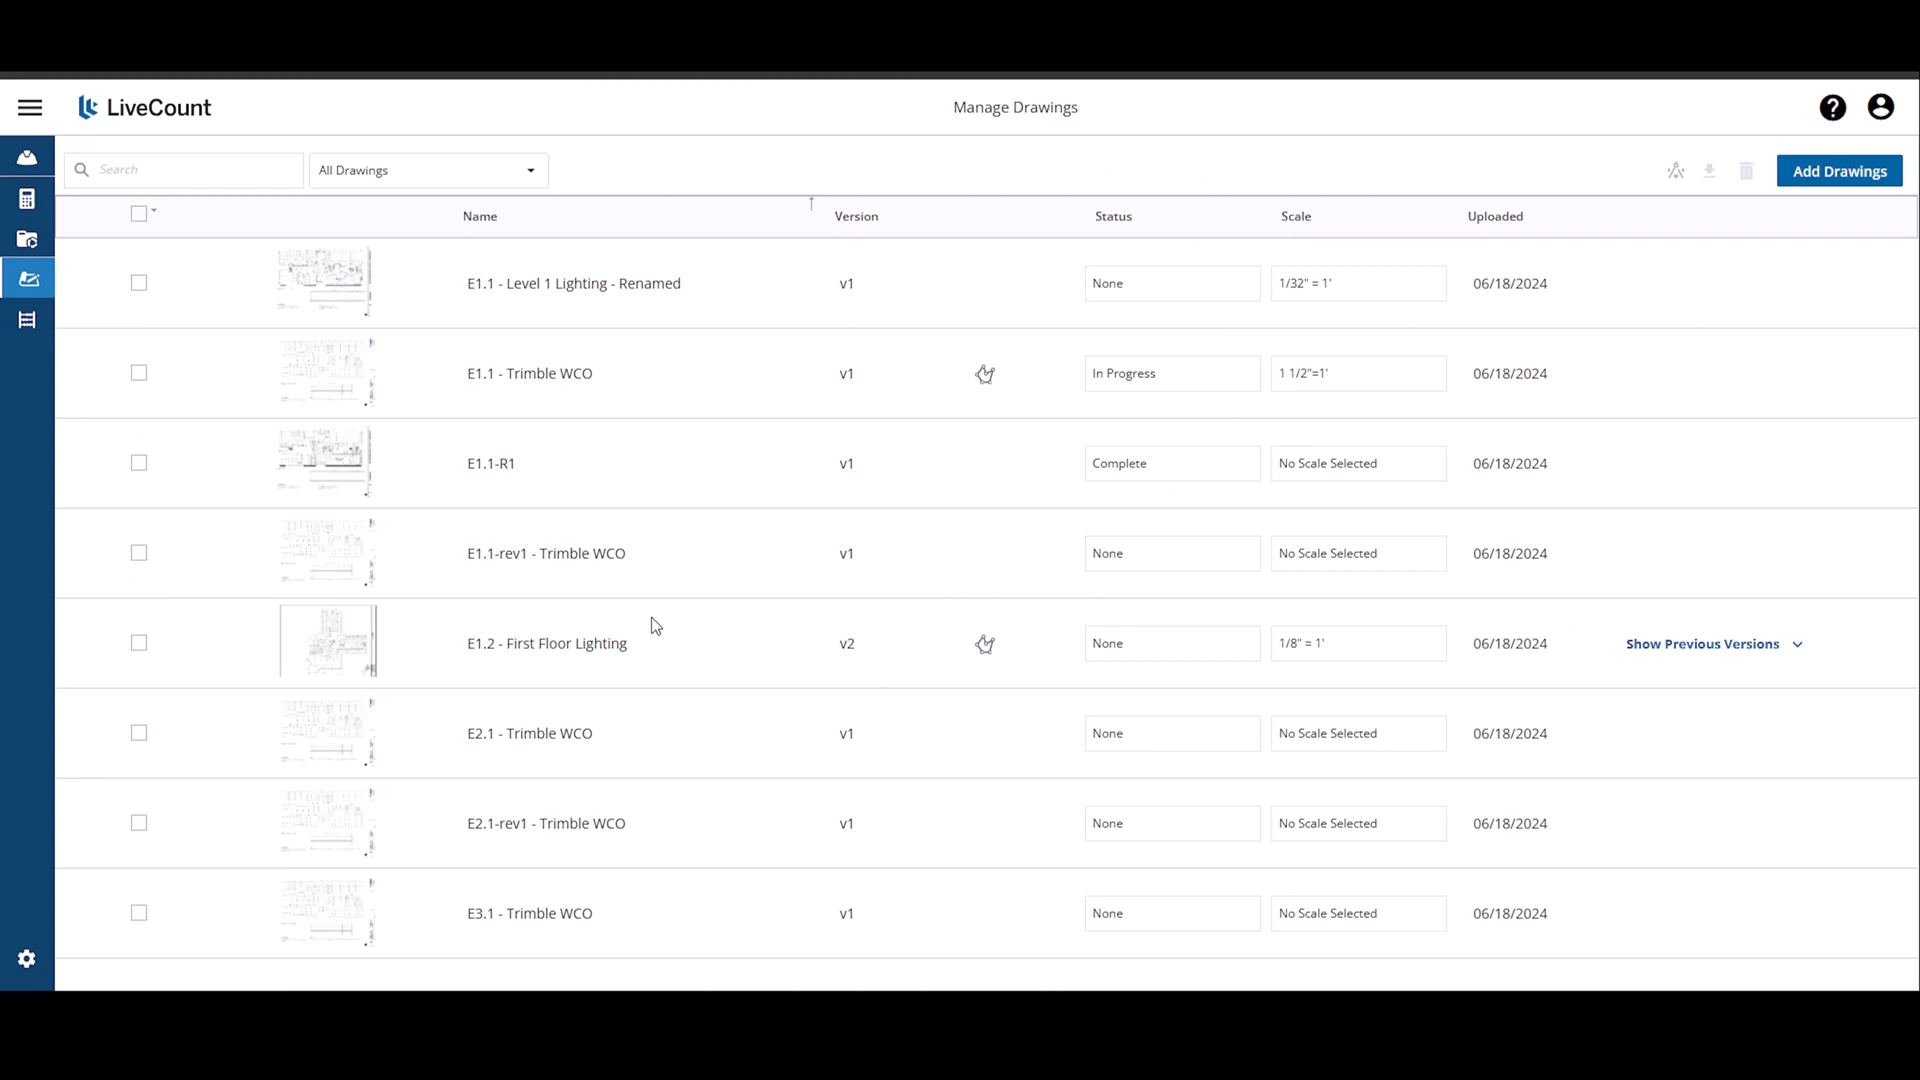 LiveCount
Manage Drawings
Search
All Drawings
Add Drawings
Name Version Status Scale Uploaded
E1.1 - Level 1 Lighting - Renamed v1 None 1/32" = 1' 06/18/2024
E1.1 - Trimble WCO v1 In Progress 1 1/2"=1' 06/18/2024
E1.1-R1 v1 Complete No Scale Selected 06/18/2024
E1.1-rev1 - Trimble WCO v1 None No Scale Selected 06/18/2024
E1.2 - First Floor Lighting v2 None 1/8" = 1' 06/18/2024 Show Previous Versions
E2.1 - Trimble WCO v1 None No Scale Selected 06/18/2024
E2.1-rev1 - Trimble WCO v1 None No Scale Selected 06/18/2024
E3.1 - Trimble WCO v1 None No Scale Selected 06/18/2024